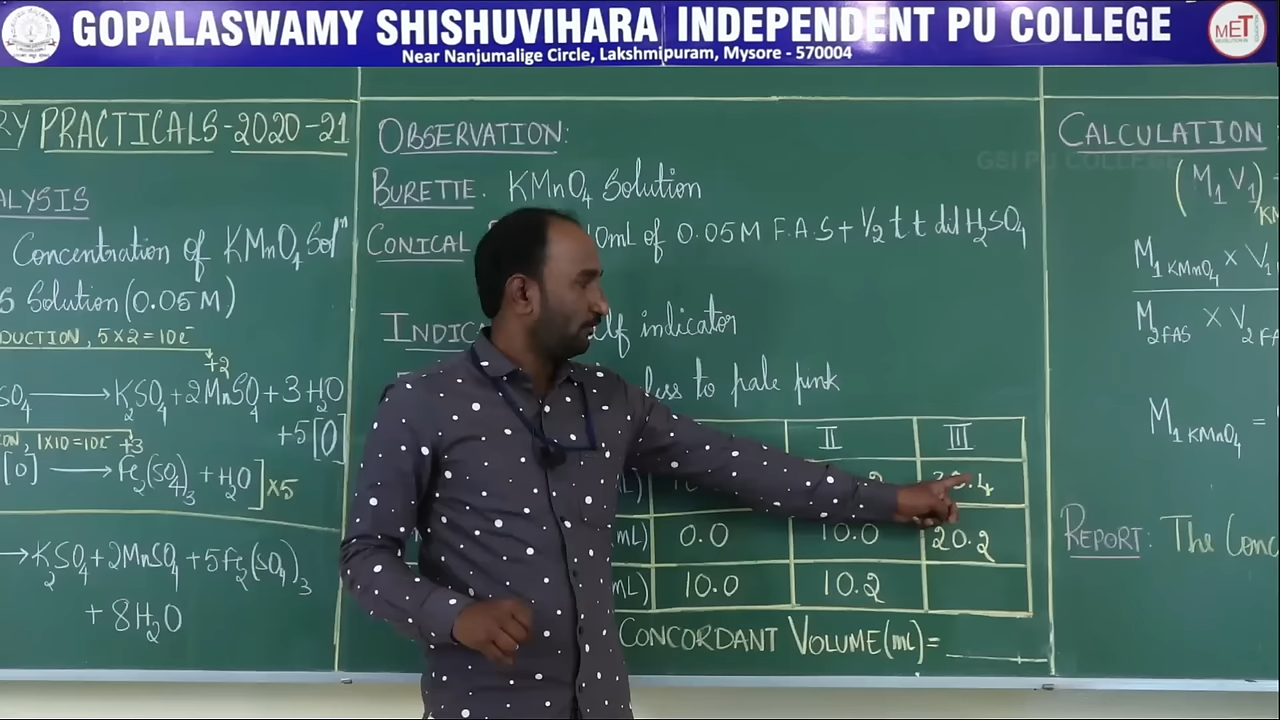 GOPALASWAMY SHISHUVIHARA INDEPENDENT PU COLLEGE
Near Nanjumalige Circle, Lakshmipuram, Mysore - 570004
MET
RY PRACTICALS-2020-21
ALYSIS
Concentration of KMnO₄ Solⁿ
S Solution (0.05M)
DUCTION, 5×2=10e⁻
+2
SO₄ → K₂SO₄+2MnSO₄+3H₂O
+5[O]
ON, 1×10=10e⁻ +3
[O] → Fe₂(SO₄)₃ + H₂O]×5
→ K₂SO₄+2MnSO₄+5Fe₂(SO₄)₃
+ 8H₂O
OBSERVATION:
BURETTE. KMnO₄ Solution
CONICAL 10mL of 0.05M F.A.S+½ t t dil H₂SO₄
INDIC lf indicator
less to pale pink
II III
.4
mL) 0.0 10.0 20.2
mL) 10.0 10.2
CONCORDANT VOLUME(mL)=
CALCULATION
GSI PU COLLEGE
(M₁V₁) =
M₁ KMnO₄ × V₁
M₂ FAS × V₂ FA
M₁ KMnO₄ =
REPORT: The Conc